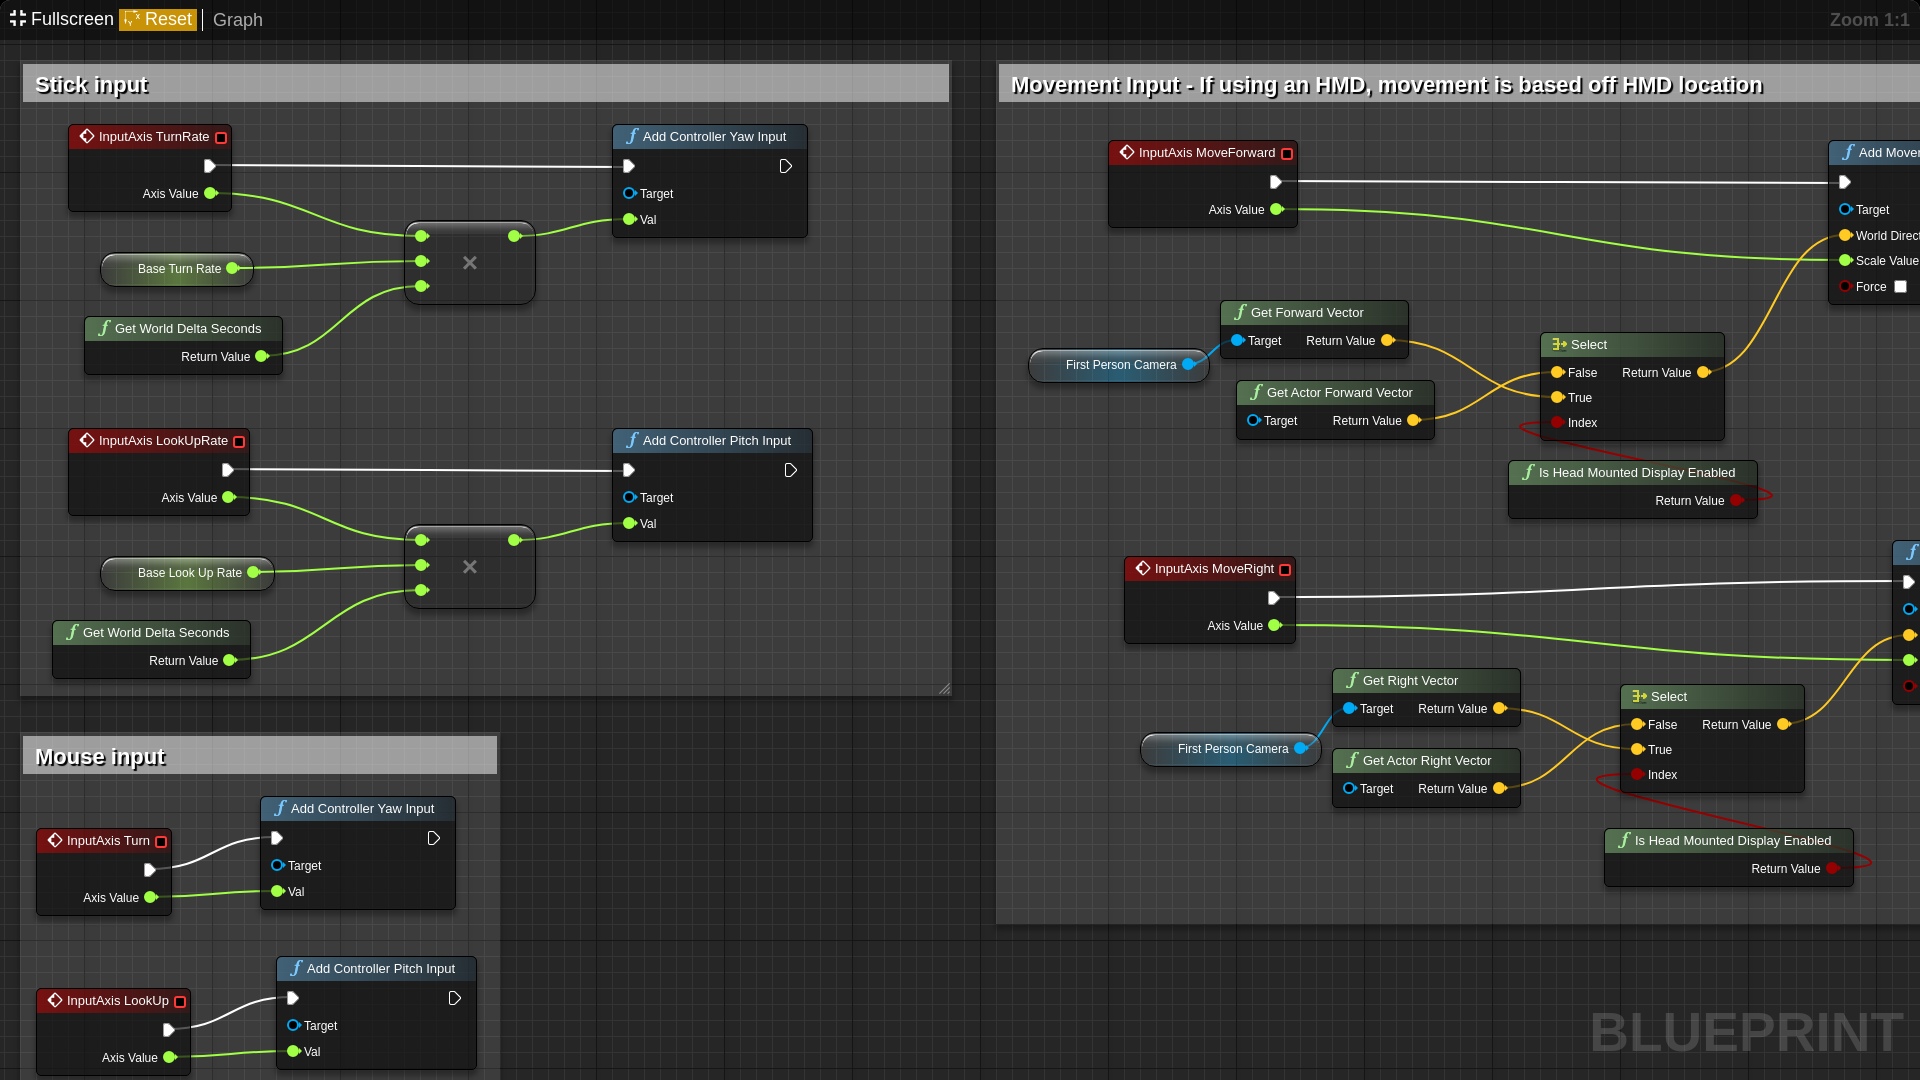 Fullscreen Reset Graph
Zoom 1:1
Stick input
InputAxis TurnRate
Axis Value
Base Turn Rate
Get World Delta Seconds
Return Value
Add Controller Yaw Input
Target
Val
InputAxis LookUpRate
Axis Value
Base Look Up Rate
Get World Delta Seconds
Return Value
Add Controller Pitch Input
Target
Val
Mouse input
InputAxis Turn
Axis Value
Add Controller Yaw Input
Target
Val
InputAxis LookUp
Axis Value
Add Controller Pitch Input
Target
Val
Movement Input - If using an HMD, movement is based off HMD location
InputAxis MoveForward
Axis Value
Add Mover
Target
World Direct
Scale Value
Force
First Person Camera
Get Forward Vector
Target Return Value
Get Actor Forward Vector
Target Return Value
Select
False Return Value
True
Index
Is Head Mounted Display Enabled
Return Value
InputAxis MoveRight
Axis Value
First Person Camera
Get Right Vector
Target Return Value
Get Actor Right Vector
Target Return Value
Select
False Return Value
True
Index
Is Head Mounted Display Enabled
Return Value
BLUEPRINT